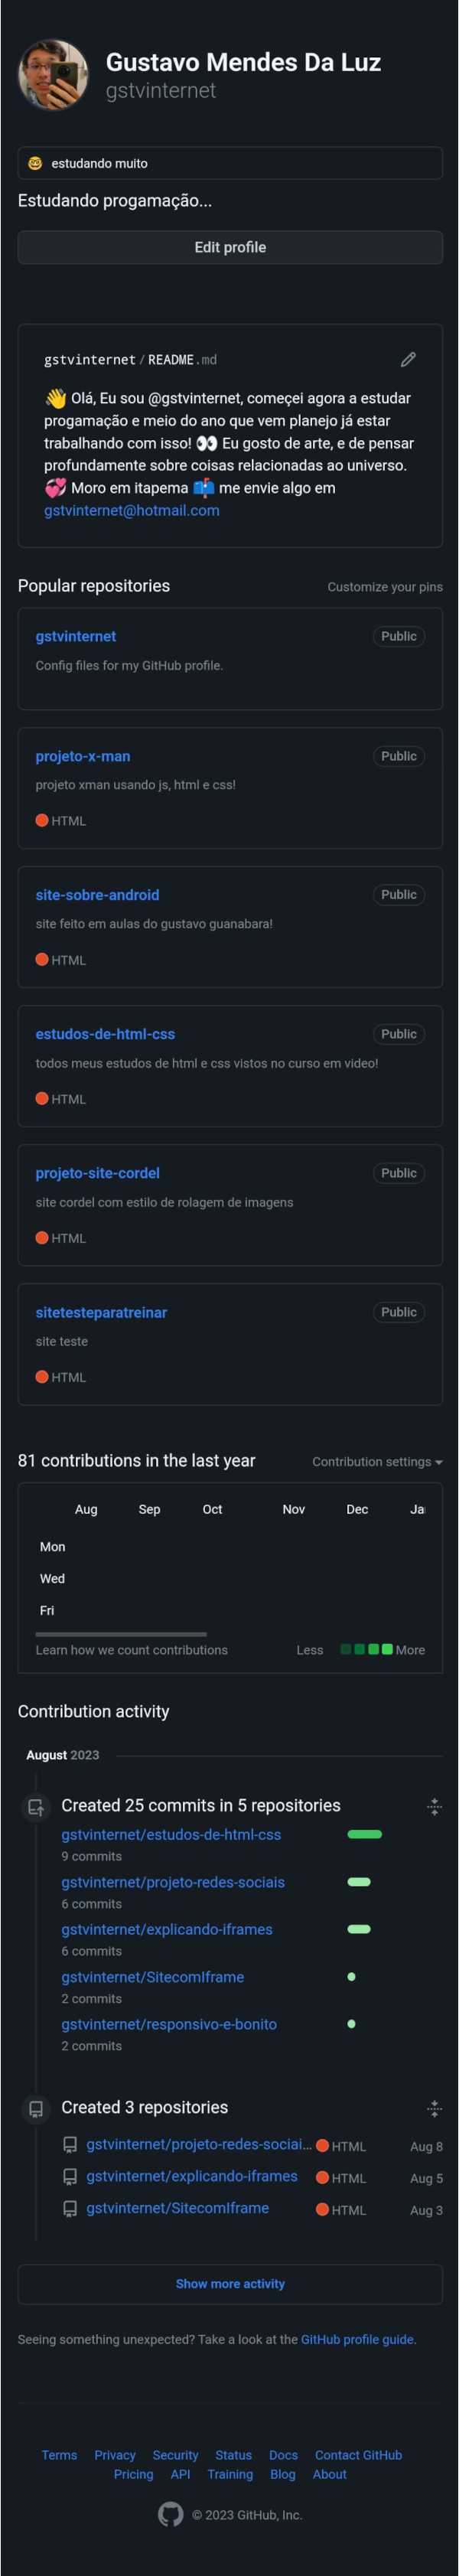 Gustavo Mendes Da Luz
gstvinternet
🤓 estudando muito
Estudando progamação...
Edit profile
gstvinternet / README.md
👋 Olá, Eu sou @gstvinternet, começei agora a estudar
progamação e meio do ano que vem planejo já estar
trabalhando com isso! 👀 Eu gosto de arte, e de pensar
profundamente sobre coisas relacionadas ao universo.
💞 Moro em itapema 📫 me envie algo em
gstvinternet@hotmail.com
Popular repositories Customize your pins
gstvinternet Public
Config files for my GitHub profile.
projeto-x-man Public
projeto xman usando js, html e css!
HTML
site-sobre-android Public
site feito em aulas do gustavo guanabara!
HTML
estudos-de-html-css Public
todos meus estudos de html e css vistos no curso em video!
HTML
projeto-site-cordel Public
site cordel com estilo de rolagem de imagens
HTML
sitetesteparatreinar Public
site teste
HTML
81 contributions in the last year Contribution settings
Aug Sep Oct Nov Dec Ja
Mon
Wed
Fri
Learn how we count contributions Less More
Contribution activity
August 2023
Created 25 commits in 5 repositories
gstvinternet/estudos-de-html-css
9 commits
gstvinternet/projeto-redes-sociais
6 commits
gstvinternet/explicando-iframes
6 commits
gstvinternet/SitecomIframe
2 commits
gstvinternet/responsivo-e-bonito
2 commits
Created 3 repositories
gstvinternet/projeto-redes-sociai... HTML Aug 8
gstvinternet/explicando-iframes HTML Aug 5
gstvinternet/SitecomIframe HTML Aug 3
Show more activity
Seeing something unexpected? Take a look at the GitHub profile guide.
Terms Privacy Security Status Docs Contact GitHub
Pricing API Training Blog About
© 2023 GitHub, Inc.